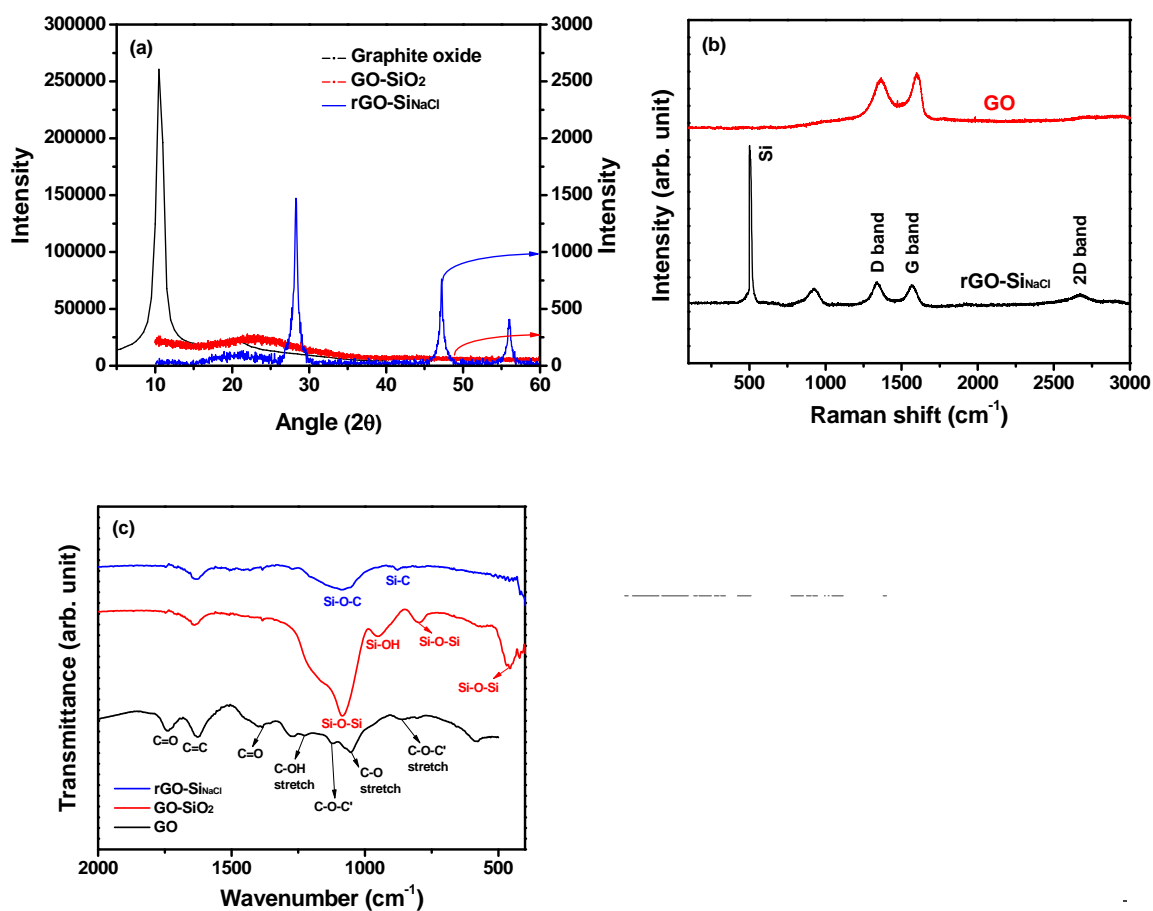 (a)
Graphite oxide
GO-SiO2
rGO-SiNaCl
300000
250000
200000
150000
100000
50000
0
3000
2500
2000
1500
1000
500
0
Intensity
Intensity
10 20 30 40 50 60
Angle (2θ)
(b)
GO
Si
D band
G band
2D band
rGO-SiNaCl
Intensity (arb. unit)
500 1000 1500 2000 2500 3000
Raman shift (cm-1)
(c)
Si-C
Si-O-C
Si-OH
Si-O-Si
Si-O-Si
Si-O-Si
C=O
C=C
C=O
C-OH
stretch
C-O-C'
C-O
stretch
C-O-C'
stretch
rGO-SiNaCl
GO-SiO2
GO
Transmittance (arb. unit)
2000 1500 1000 500
Wavenumber (cm-1)